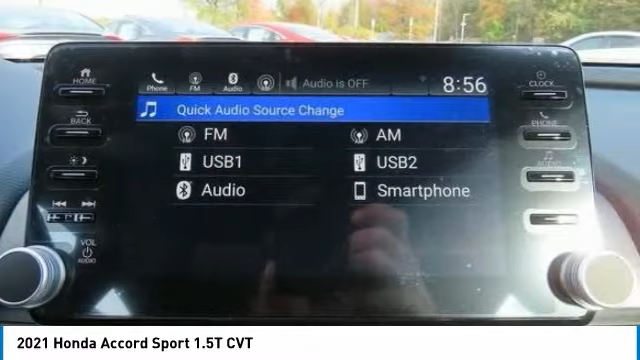 HOME
Phone FM Audio Audio is OFF 8:56
CLOCK
Quick Audio Source Change
BACK
PHONE
FM AM
USB1 USB2
AUDIO
Audio Smartphone
VOL
AUDIO
2021 Honda Accord Sport 1.5T CVT